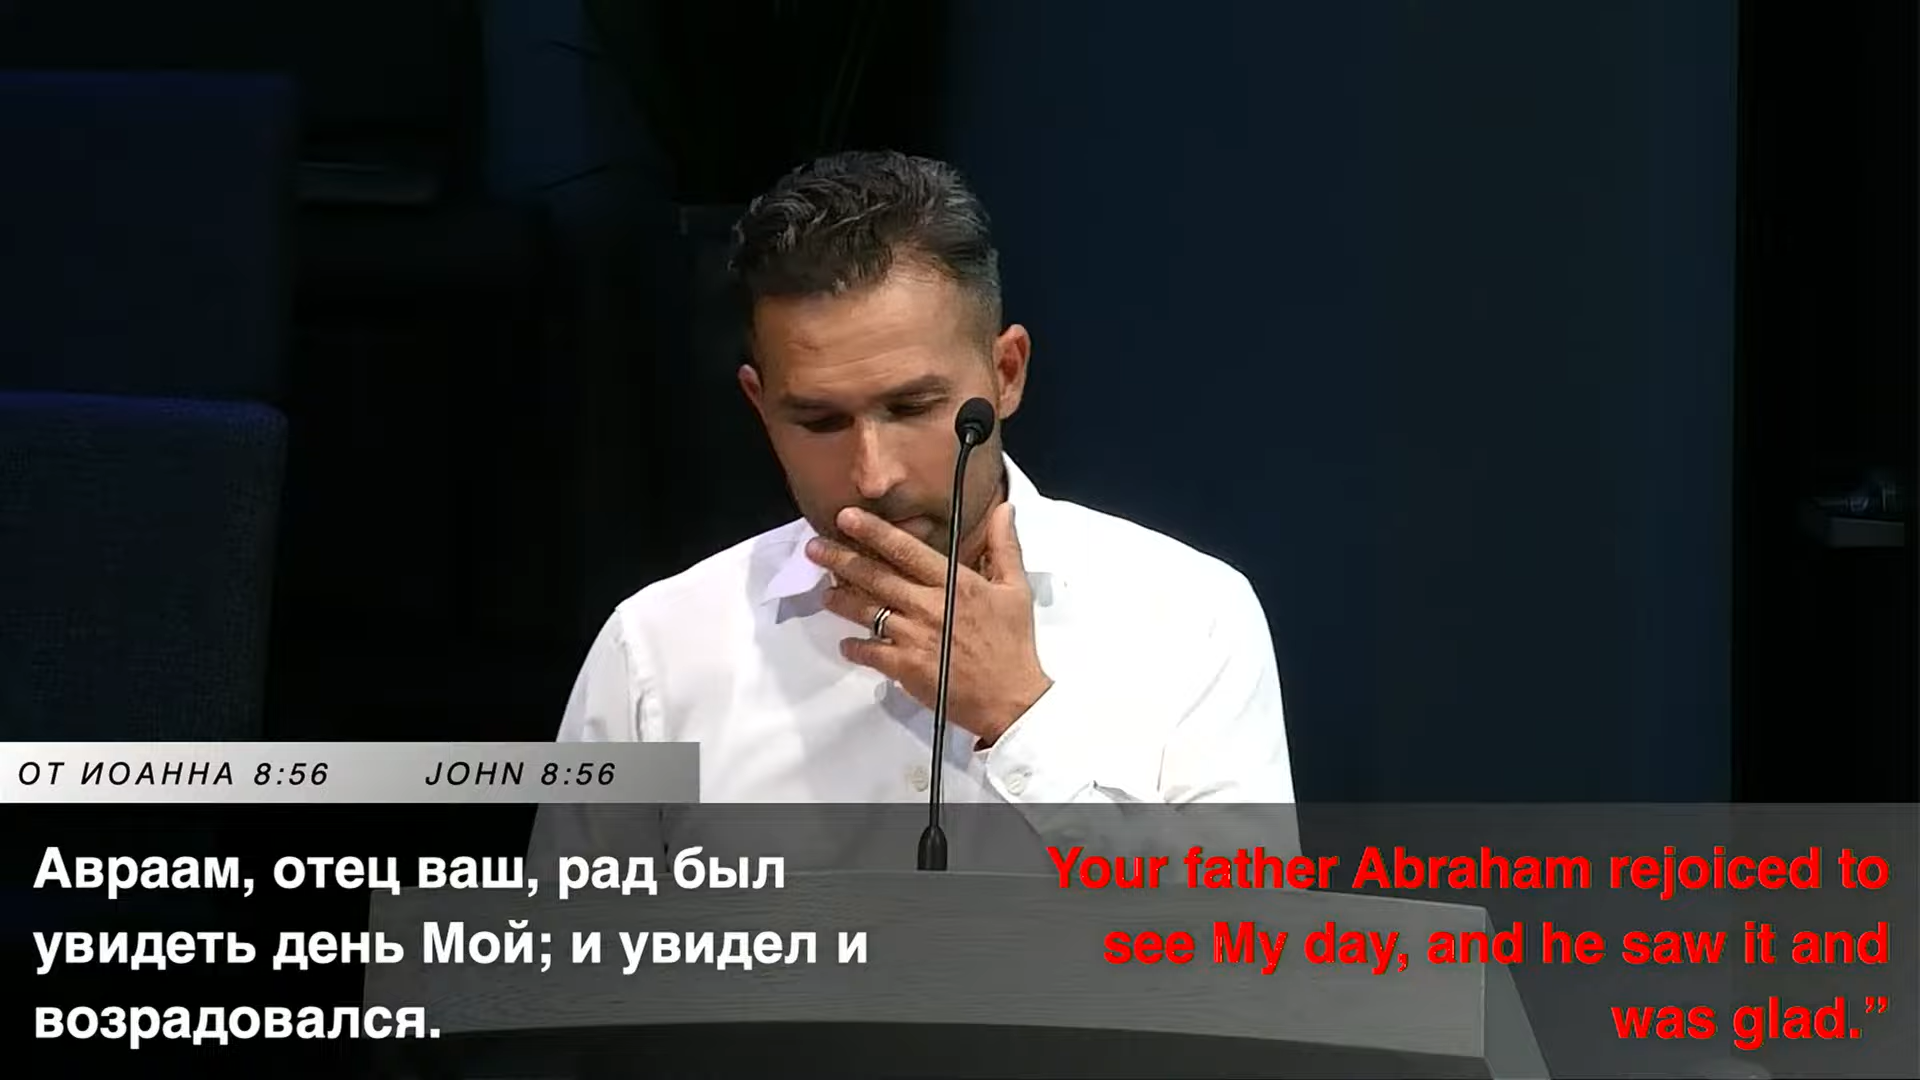 ОТ ИОАННА 8:56 JOHN 8:56
Авраам, отец ваш, рад был
увидеть день Мой; и увидел и
возрадовался.
Your father Abraham rejoiced to
see My day, and he saw it and
was glad.”